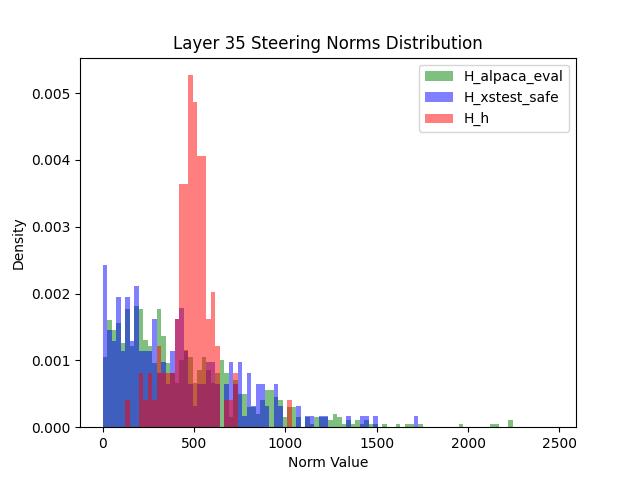 Layer 35 Steering Norms Distribution
H_alpaca_eval
H_xstest_safe
H_h
0.005
0.004
0.003
0.002
0.001
0.000
Density
0
500
1000
1500
2000
2500
Norm Value